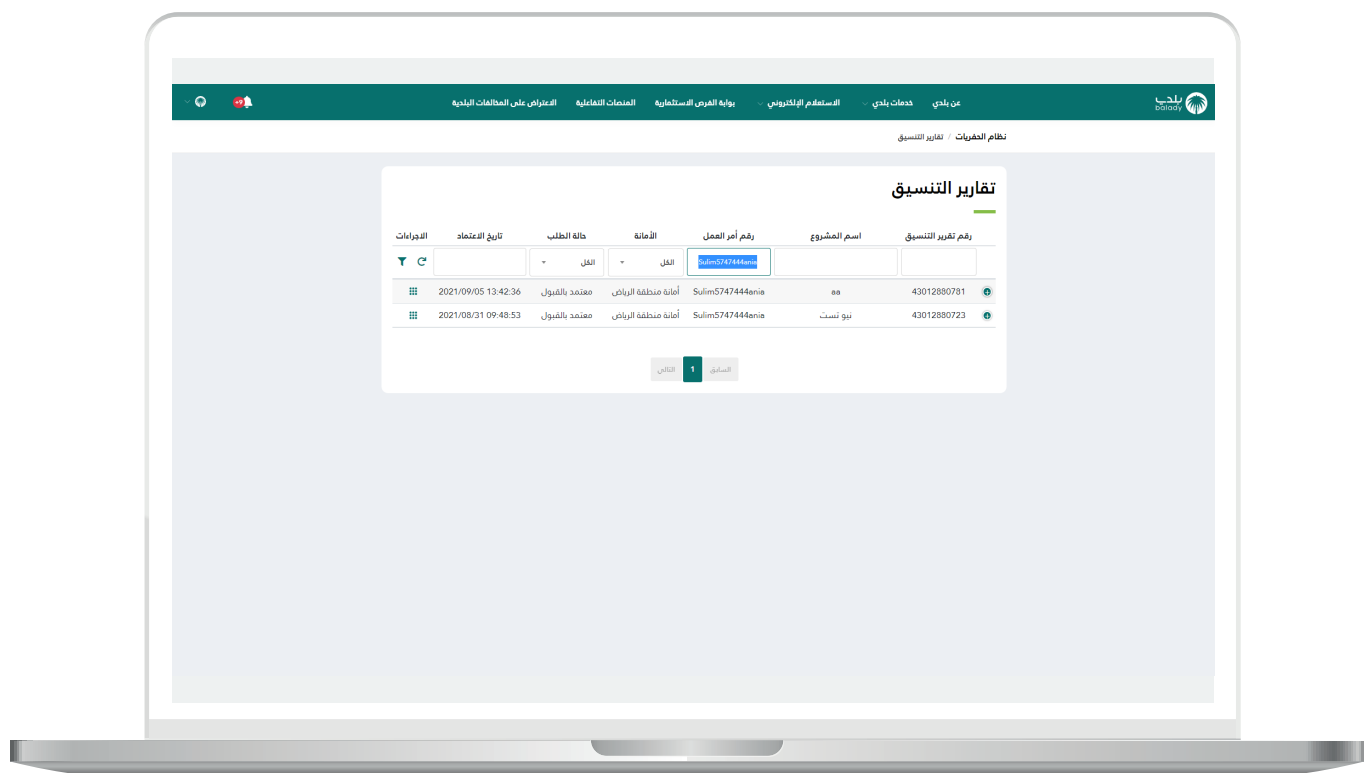 بلدي balady
عن بلدي خدمات بلدي الاستعلام الإلكتروني بوابة الفرص الاستثمارية المنصات التفاعلية الاعتراض على المخالفات البلدية +9
نظام الحفريات / تقارير التنسيق
تقارير التنسيق
رقم تقرير التنسيق اسم المشروع رقم أمر العمل الأمانة حالة الطلب تاريخ الاعتماد الاجراءات
Sulim5747444ania الكل الكل
43012880781 aa Sulim5747444ania أمانة منطقة الرياض معتمد بالقبول 2021/09/05 13:42:36
43012880723 نيو تست Sulim5747444ania أمانة منطقة الرياض معتمد بالقبول 2021/08/31 09:48:53
السابق 1 التالي